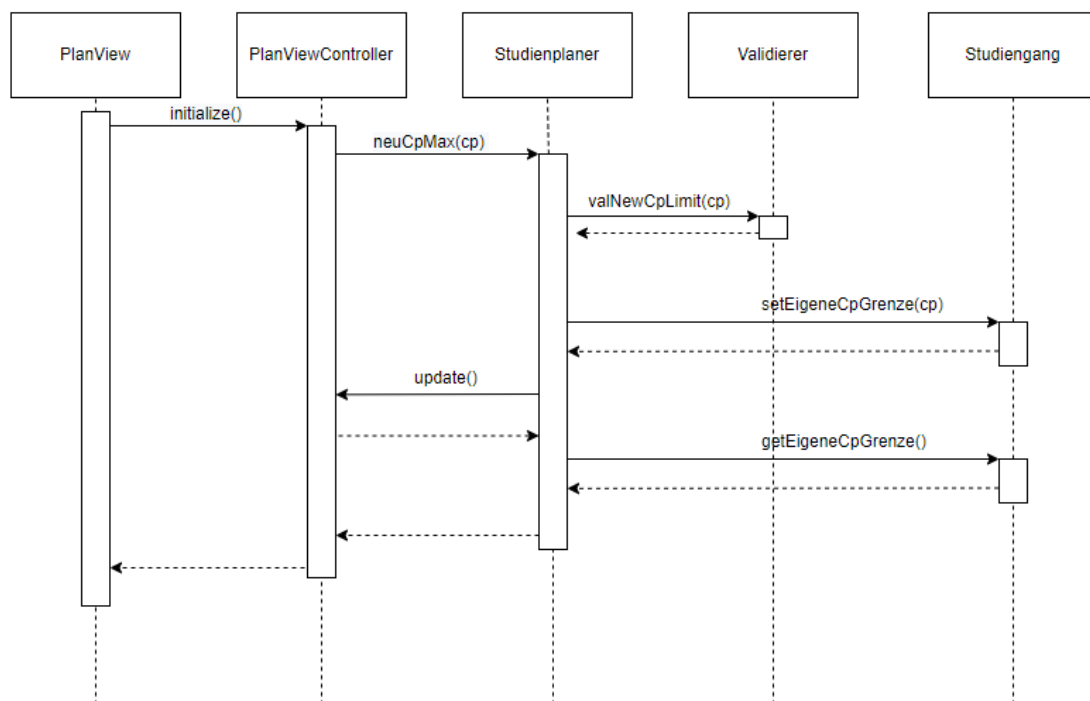 PlanView
PlanViewController
Studienplaner
Validierer
Studiengang
initialize()
neuCpMax(cp)
valNewCpLimit(cp)
setEigeneCpGrenze(cp)
update()
getEigeneCpGrenze()